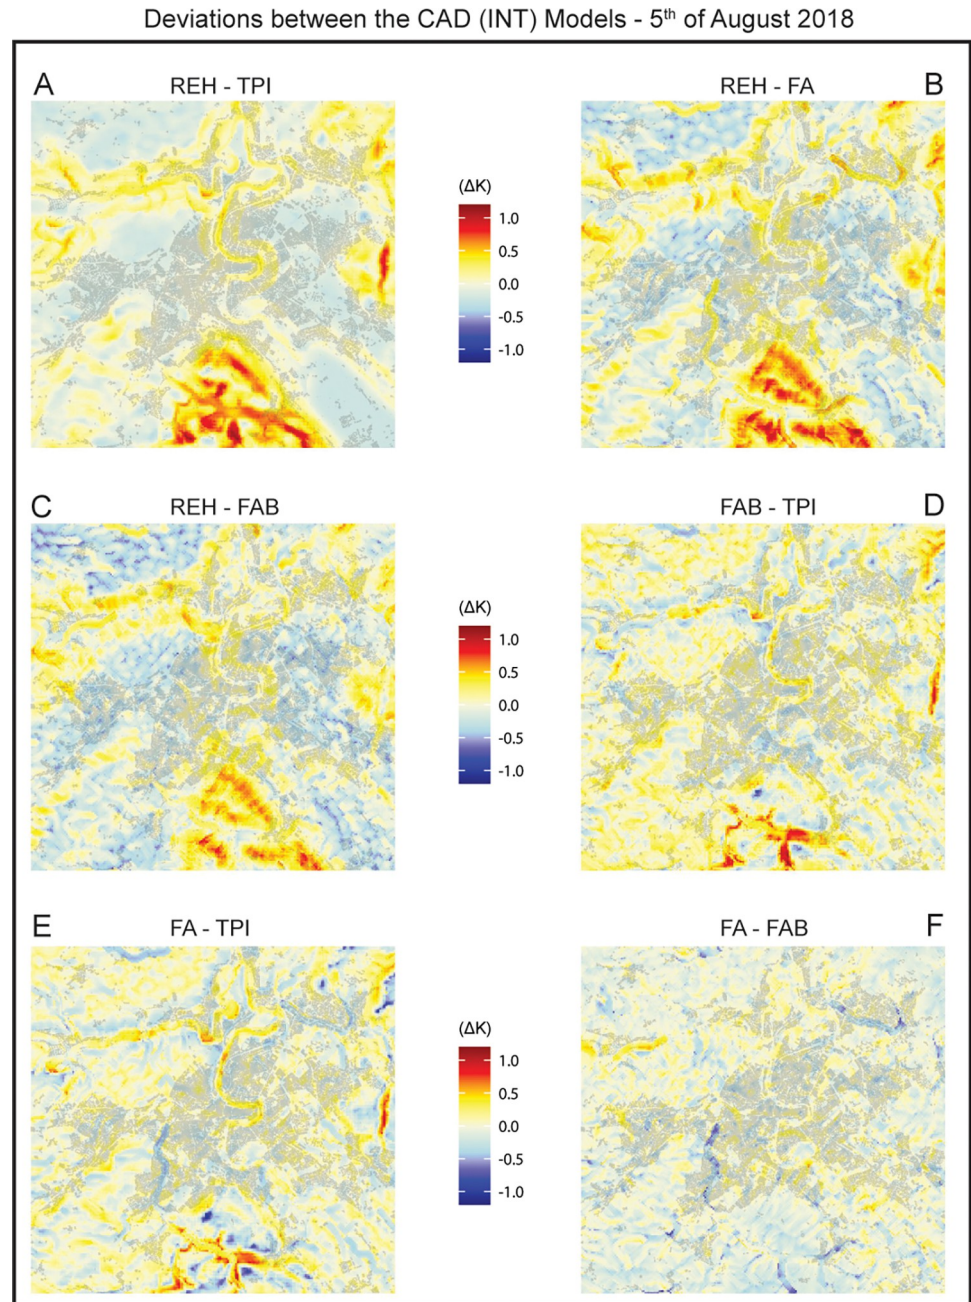 Deviations between the CAD (INT) Models - 5th of August 2018
A REH - TPI
REH - FA B
(ΔK)
1.0
0.5
0.0
-0.5
-1.0
C REH - FAB
FAB - TPI D
(ΔK)
1.0
0.5
0.0
-0.5
-1.0
E FA - TPI
FA - FAB F
(ΔK)
1.0
0.5
0.0
-0.5
-1.0